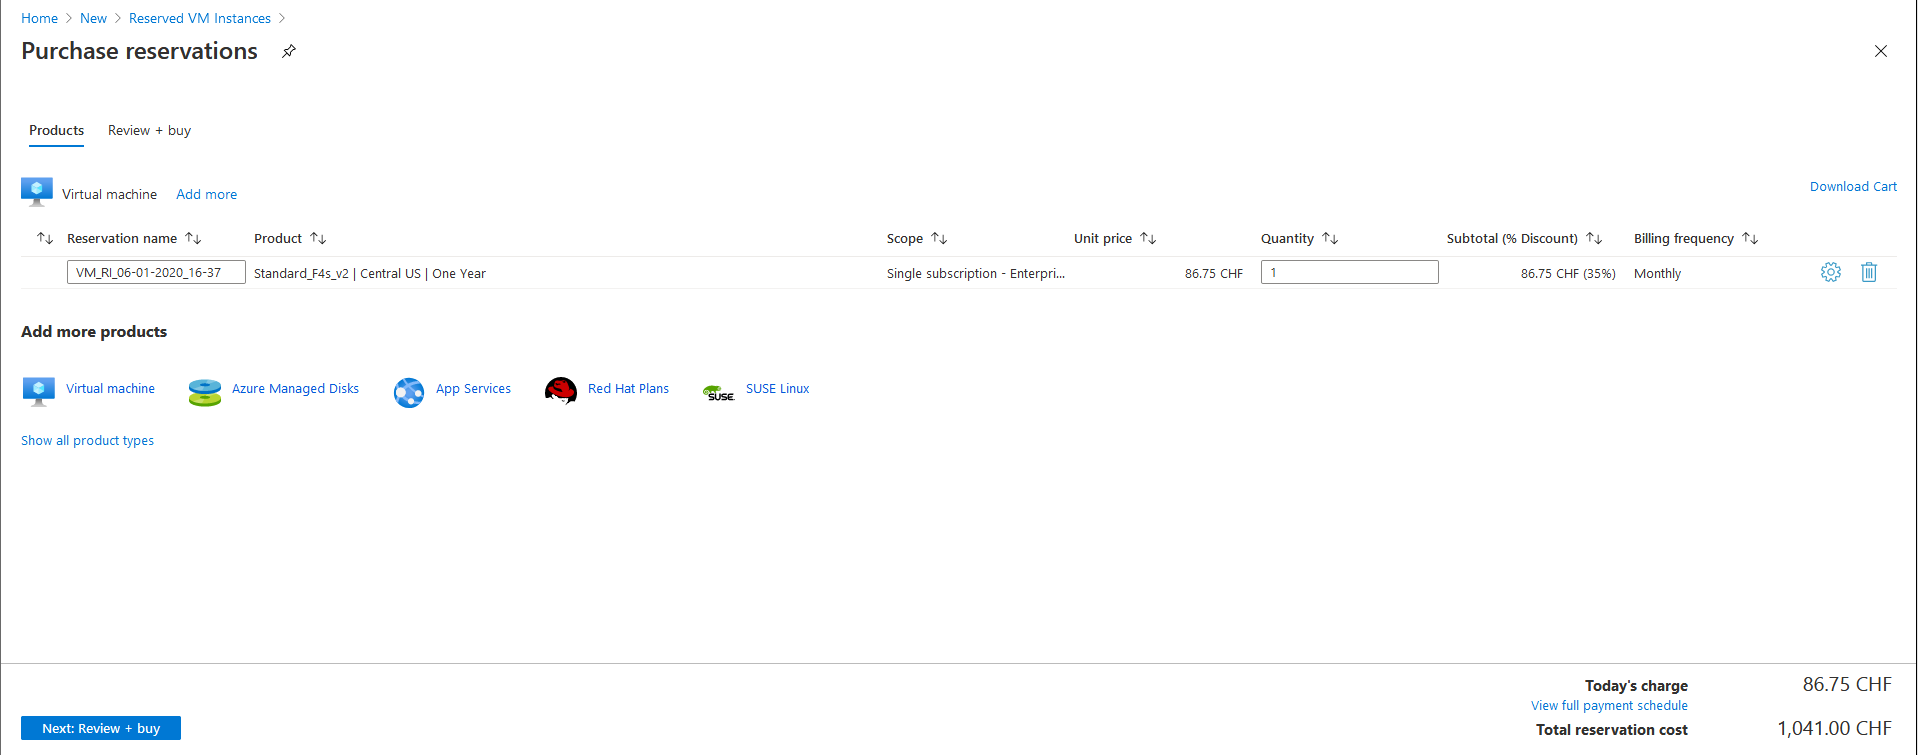 Home > New > Reserved VM Instances >
Purchase reservations
Products Review + buy
Virtual machine Add more
Download Cart
Reservation name Product Scope Unit price Quantity Subtotal (% Discount) Billing frequency
VM_RI_06-01-2020_16-37 Standard_F4s_v2 | Central US | One Year Single subscription - Enterpri... 86.75 CHF 1 86.75 CHF (35%) Monthly
Add more products
Virtual machine Azure Managed Disks App Services Red Hat Plans SUSE. SUSE Linux
Show all product types
Today's charge 86.75 CHF
View full payment schedule
Next: Review + buy Total reservation cost 1,041.00 CHF